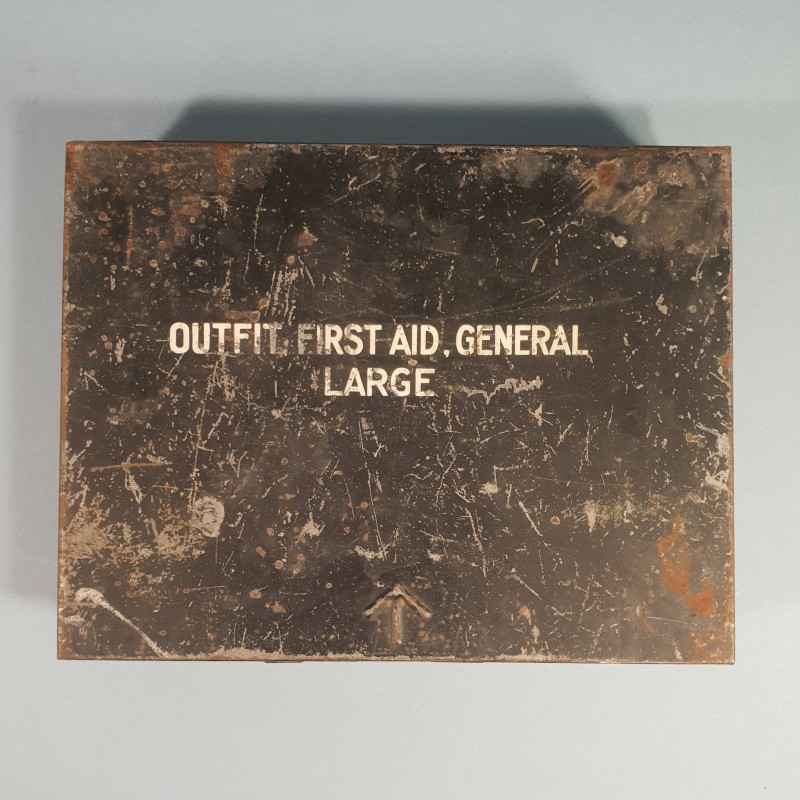 OUTFIT, FIRST AID, GENERAL
LARGE